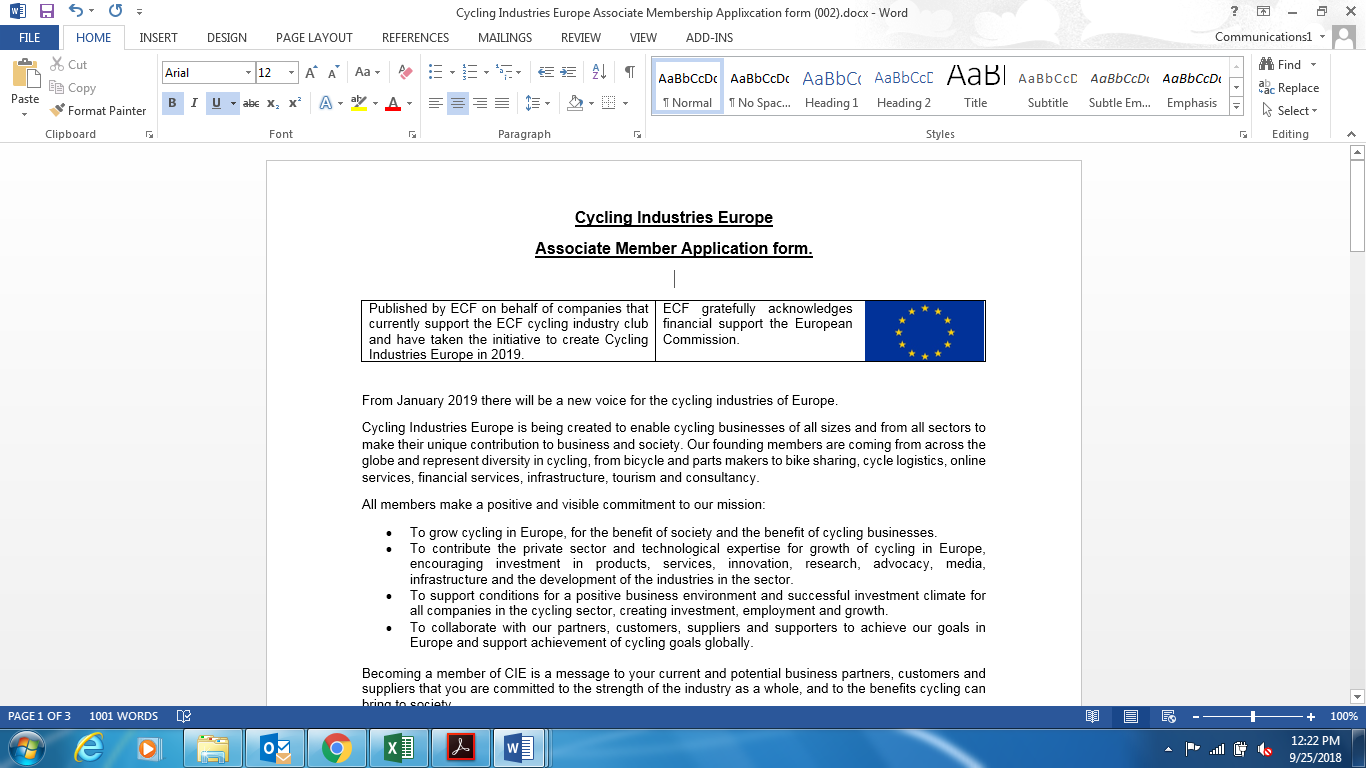 Cycling Industries Europe Associate Membership Applixcation form (002).docx - Word
FILE HOME INSERT DESIGN PAGE LAYOUT REFERENCES MAILINGS REVIEW VIEW ADD-INS Communications1
Paste
Cut
Copy
Format Painter
Clipboard
Arial 12
B I U abc x₂ x²
Font
Paragraph
AaBbCcDc AaBbCcDc AaBbCc AaBbCcD AaBl AaBbCcD AaBbCcDc AaBbCcDc
¶ Normal ¶ No Spac... Heading 1 Heading 2 Title Subtitle Subtle Em... Emphasis
Styles
Find
Replace
Select
Editing
Cycling Industries Europe
Associate Member Application form.
Published by ECF on behalf of companies that
currently support the ECF cycling industry club
and have taken the initiative to create Cycling
Industries Europe in 2019.
ECF gratefully acknowledges
financial support the European
Commission.
From January 2019 there will be a new voice for the cycling industries of Europe.
Cycling Industries Europe is being created to enable cycling businesses of all sizes and from all sectors to
make their unique contribution to business and society. Our founding members are coming from across the
globe and represent diversity in cycling, from bicycle and parts makers to bike sharing, cycle logistics, online
services, financial services, infrastructure, tourism and consultancy.
All members make a positive and visible commitment to our mission:
• To grow cycling in Europe, for the benefit of society and the benefit of cycling businesses.
• To contribute the private sector and technological expertise for growth of cycling in Europe,
encouraging investment in products, services, innovation, research, advocacy, media,
infrastructure and the development of the industries in the sector.
• To support conditions for a positive business environment and successful investment climate for
all companies in the cycling sector, creating investment, employment and growth.
• To collaborate with our partners, customers, suppliers and supporters to achieve our goals in
Europe and support achievement of cycling goals globally.
Becoming a member of CIE is a message to your current and potential business partners, customers and
suppliers that you are committed to the strength of the industry as a whole, and to the benefits cycling can
bring to society
PAGE 1 OF 3 1001 WORDS 100%
12:22 PM
9/25/2018